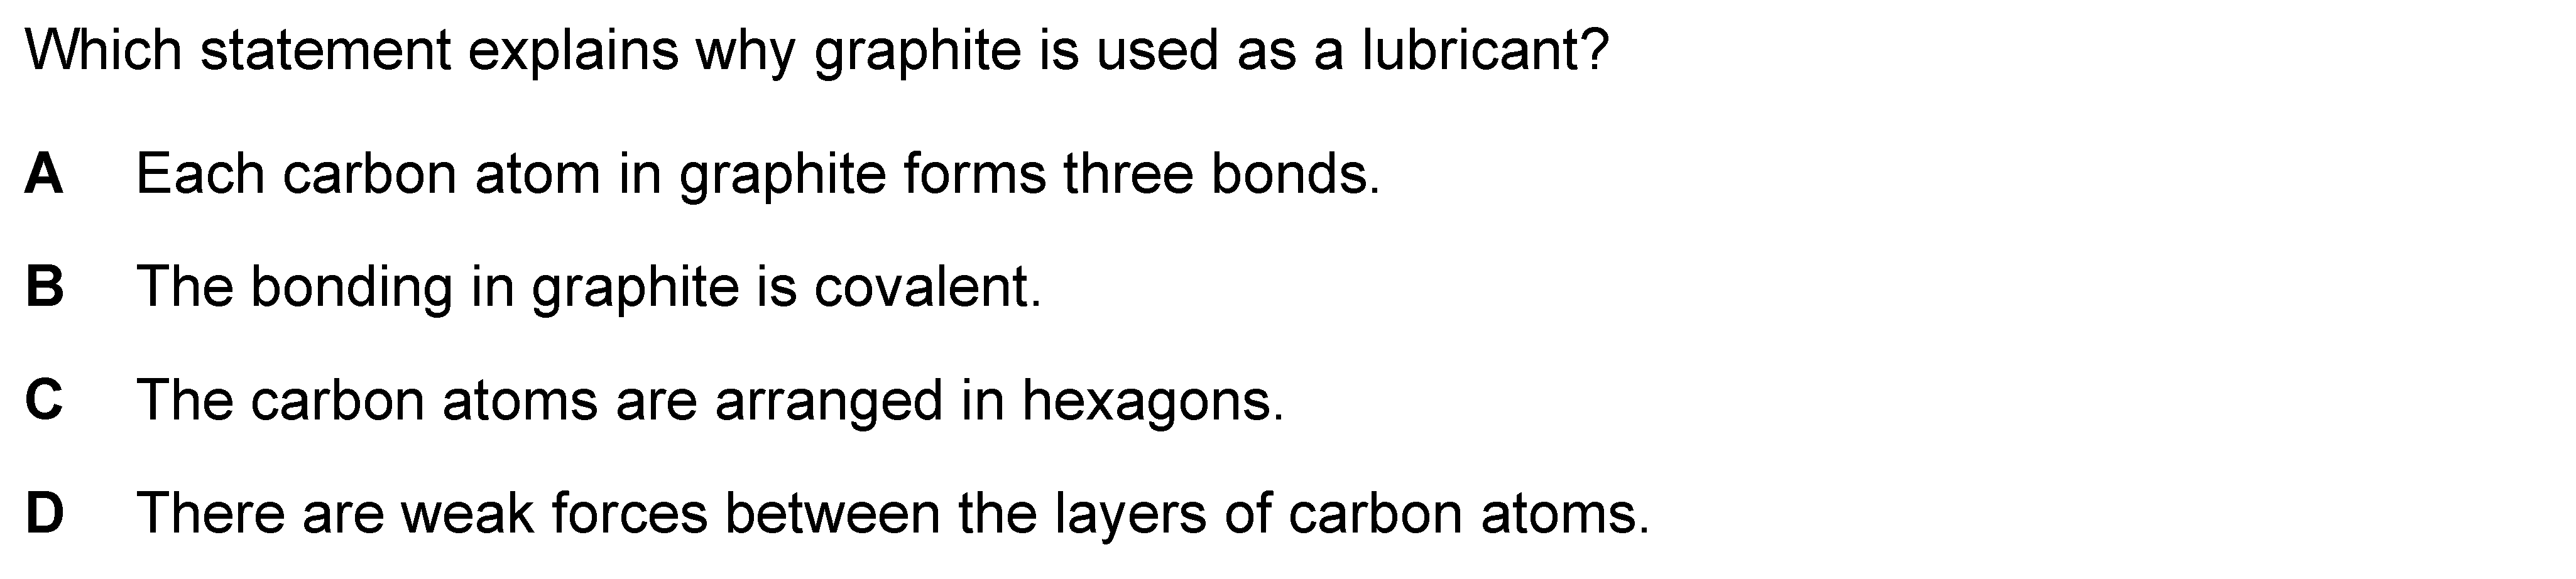 Which statement explains why graphite is used as a lubricant?
A Each carbon atom in graphite forms three bonds.
B The bonding in graphite is covalent.
C The carbon atoms are arranged in hexagons.
D There are weak forces between the layers of carbon atoms.